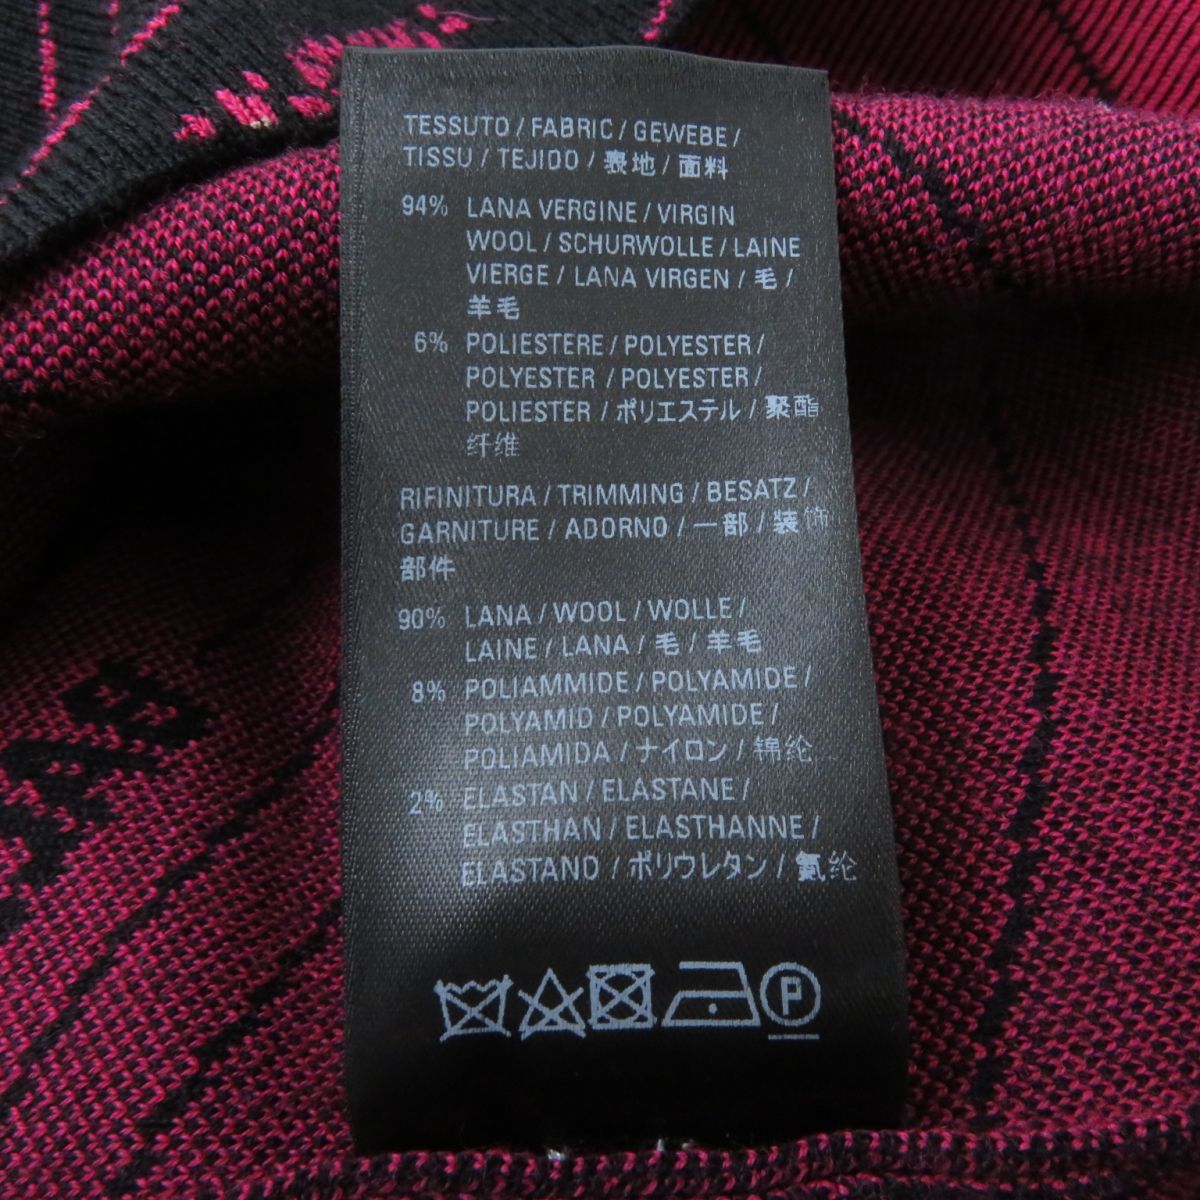 TESSUTO / FABRIC / GEWEBE /
TISSU / TEJIDO / 表地 / 面料
94% LANA VERGINE / VIRGIN
WOOL / SCHURWOLLE / LAINE
VIERGE / LANA VIRGEN / 毛 /
羊毛
6% POLIESTERE / POLYESTER /
POLYESTER / POLYESTER /
POLIESTER / ポリエステル / 聚酯
纤维
RIFINITURA / TRIMMING / BESATZ /
GARNITURE / ADORNO / 一部 / 装饰
部件
90% LANA / WOOL / WOLLE /
LAINE / LANA / 毛 / 羊毛
8% POLIAMMIDE / POLYAMIDE /
POLYAMID / POLYAMIDE /
POLIAMIDA / ナイロン / 锦纶
2% ELASTAN / ELASTANE /
ELASTHAN / ELASTHANNE /
ELASTANO / ポリウレタン / 氨纶
P